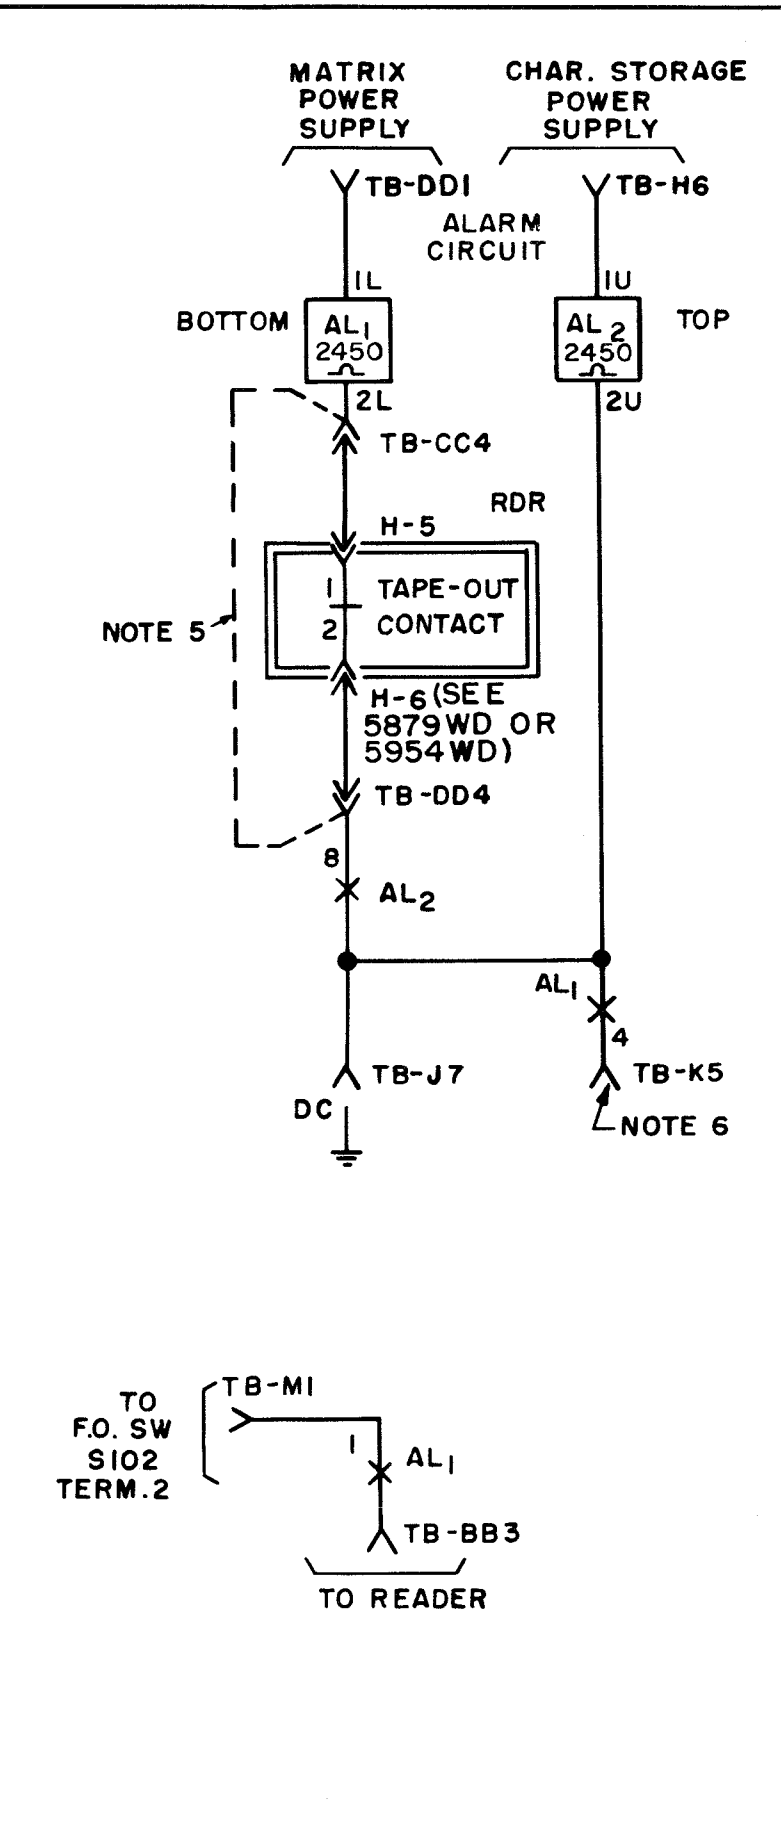 MATRIX
POWER
SUPPLY
CHAR. STORAGE
POWER
SUPPLY
TB-DD1
TB-H6
ALARM
CIRCUIT
1L
1U
BOTTOM
AL1
2450
AL2
2450
TOP
2L
2U
TB-CC4
RDR
H-5
1
2
TAPE-OUT
CONTACT
NOTE 5
H-6 (SEE
5879WD OR
5954WD)
TB-DD4
8
AL2
AL1
4
TB-J7
TB-K5
DC
NOTE 6
TB-M1
TO
F.O. SW
S102
TERM.2
1
AL1
TB-BB3
TO READER